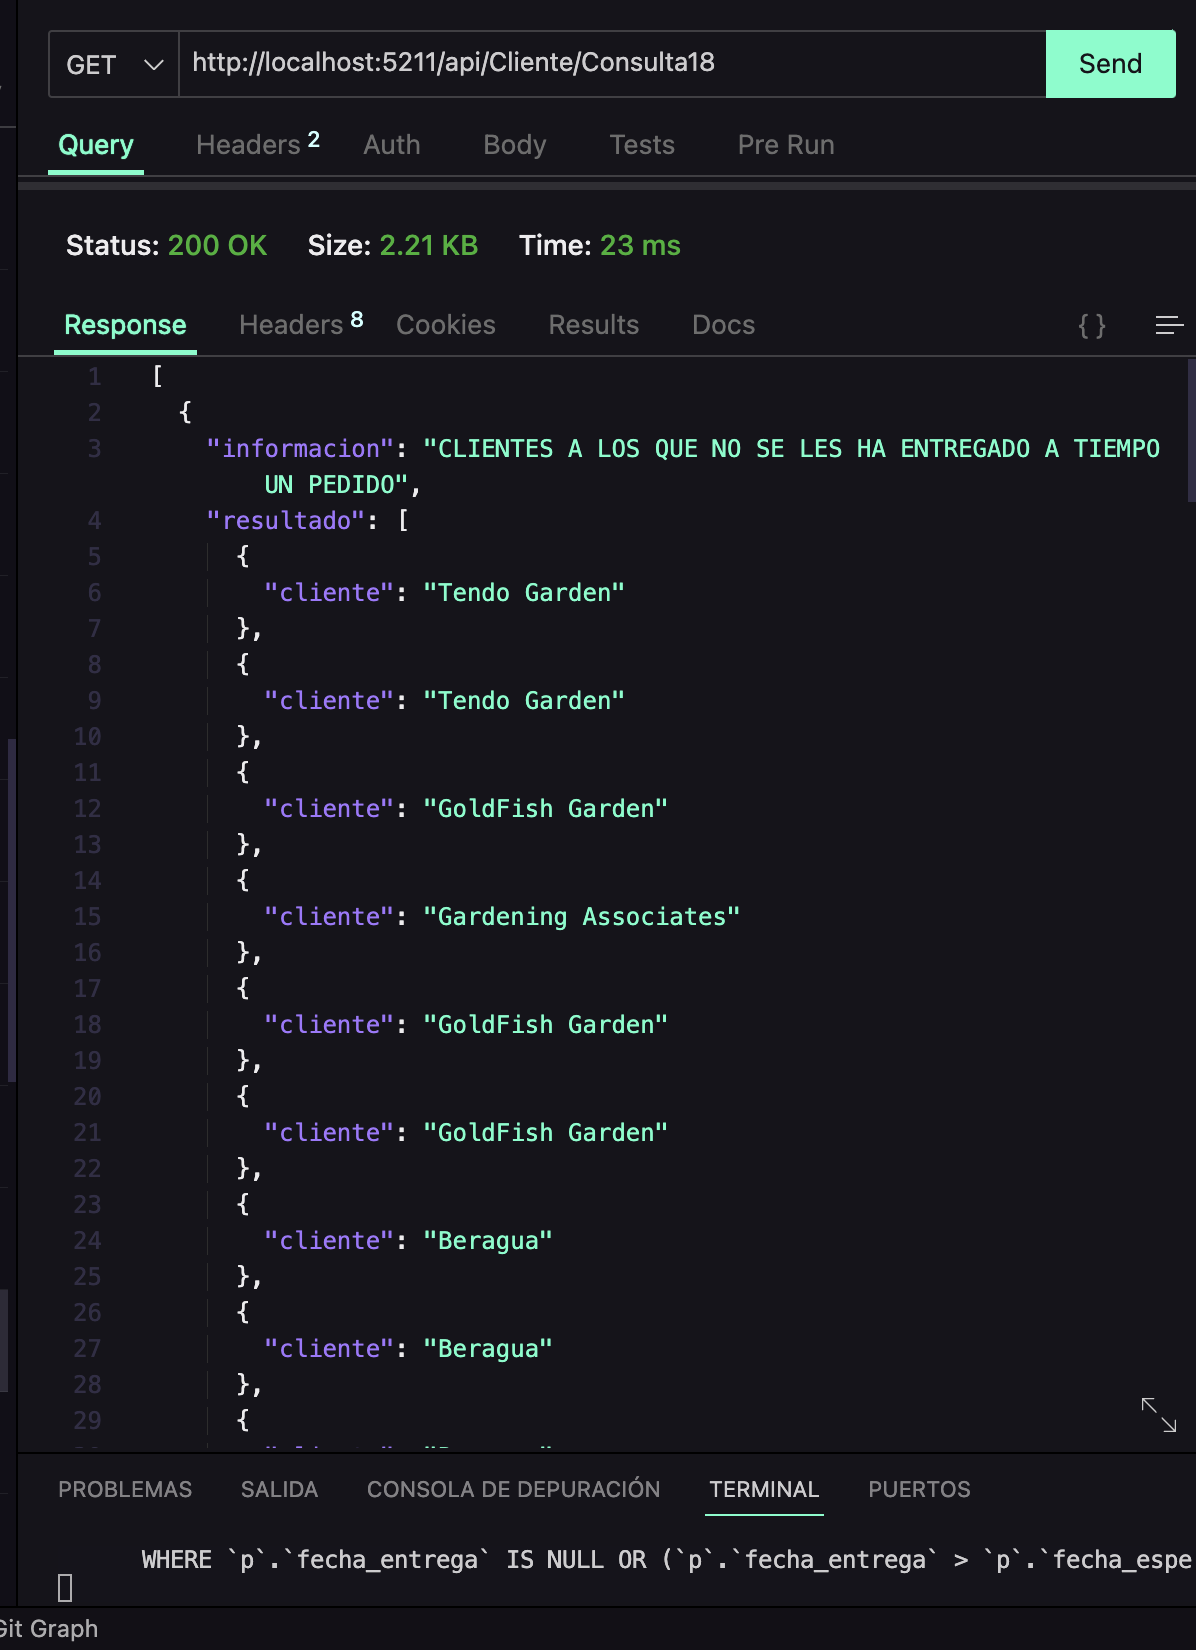 GET http://localhost:5211/api/Cliente/Consulta18 Send
Query Headers 2 Auth Body Tests Pre Run
Status: 200 OK Size: 2.21 KB Time: 23 ms
Response Headers 8 Cookies Results Docs { }
1 [
2 {
3 "informacion": "CLIENTES A LOS QUE NO SE LES HA ENTREGADO A TIEMPO
UN PEDIDO",
4 "resultado": [
5 {
6 "cliente": "Tendo Garden"
7 },
8 {
9 "cliente": "Tendo Garden"
10 },
11 {
12 "cliente": "GoldFish Garden"
13 },
14 {
15 "cliente": "Gardening Associates"
16 },
17 {
18 "cliente": "GoldFish Garden"
19 },
20 {
21 "cliente": "GoldFish Garden"
22 },
23 {
24 "cliente": "Beragua"
25 },
26 {
27 "cliente": "Beragua"
28 },
29 {
PROBLEMAS SALIDA CONSOLA DE DEPURACIÓN TERMINAL PUERTOS
WHERE `p`.`fecha_entrega` IS NULL OR (`p`.`fecha_entrega` > `p`.`fecha_espe
Git Graph